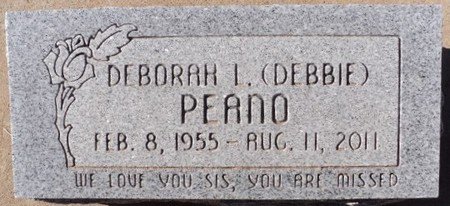 DEBORAH L. (DEBBIE)
PEANO
FEB. 8, 1955 - AUG. 11, 2011
WE LOVE YOU SIS, YOU ARE MISSED